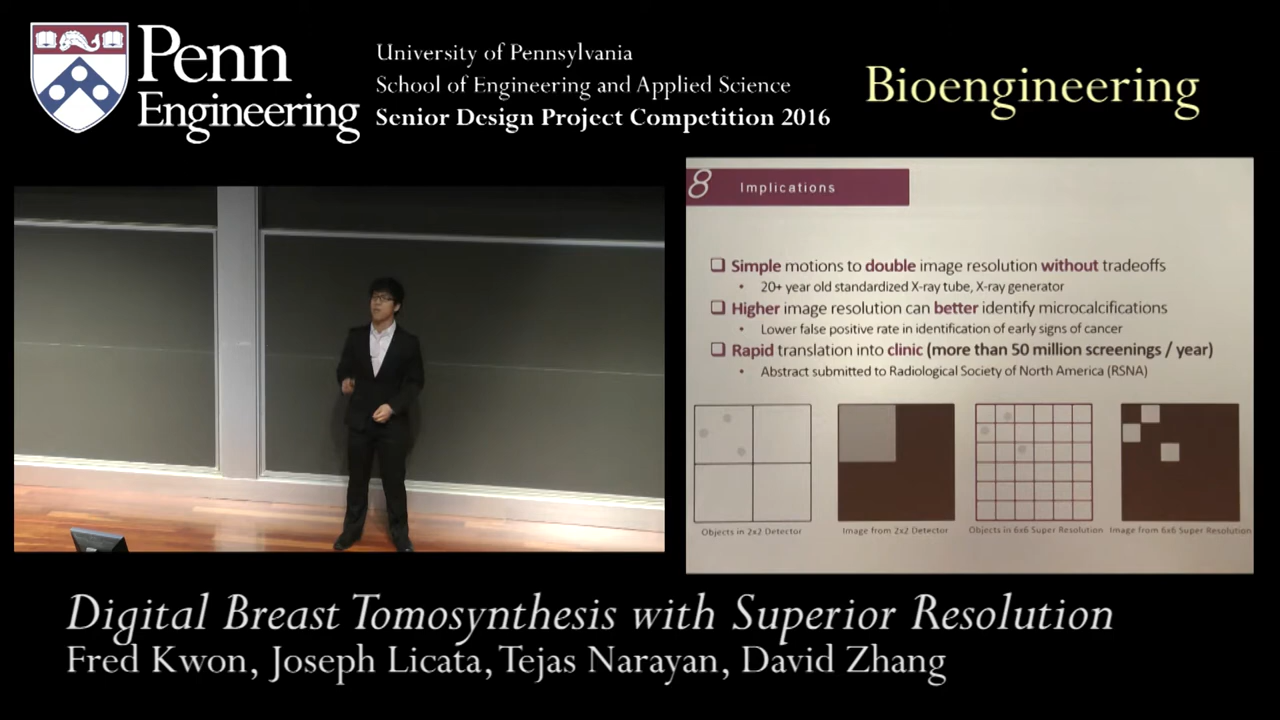 Penn
Engineering
University of Pennsylvania
School of Engineering and Applied Science
Senior Design Project Competition 2016
Bioengineering
8 Implications
Simple motions to double image resolution without tradeoffs
20+ year old standardized X-ray tube, X-ray generator
Higher image resolution can better identify microcalcifications
Lower false positive rate in identification of early signs of cancer
Rapid translation into clinic (more than 50 million screenings / year)
Abstract submitted to Radiological Society of North America (RSNA)
Objects in 2x2 Detector
Image from 2x2 Detector
Objects in 6x6 Super Resolution
Image from 6x6 Super Resolution
Digital Breast Tomosynthesis with Superior Resolution
Fred Kwon, Joseph Licata, Tejas Narayan, David Zhang